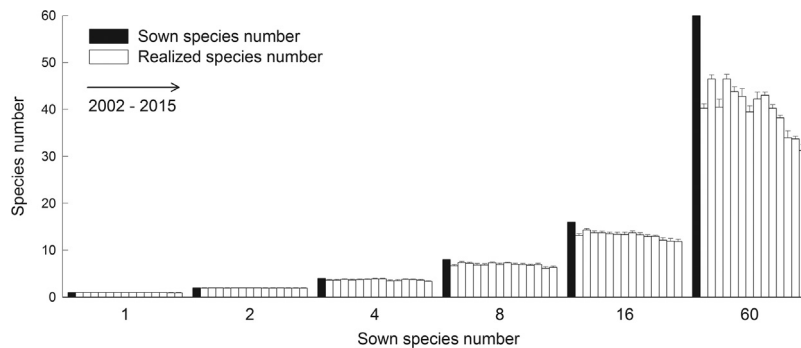 60
50
40
30
20
10
0
Species number
Sown species number
Realized species number
2002 - 2015
1 2 4 8 16 60
Sown species number